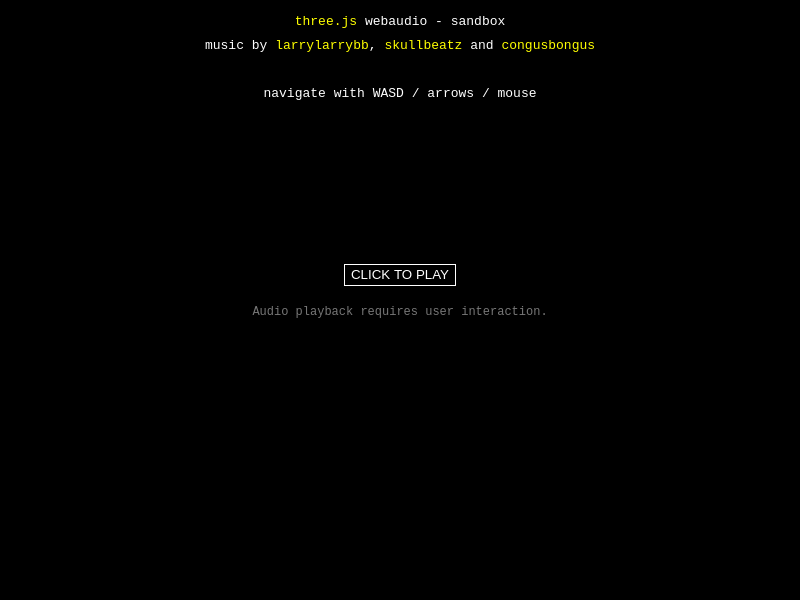 three.js webaudio - sandbox
music by larrylarrybb, skullbeatz and congusbongus
navigate with WASD / arrows / mouse
CLICK TO PLAY
Audio playback requires user interaction.